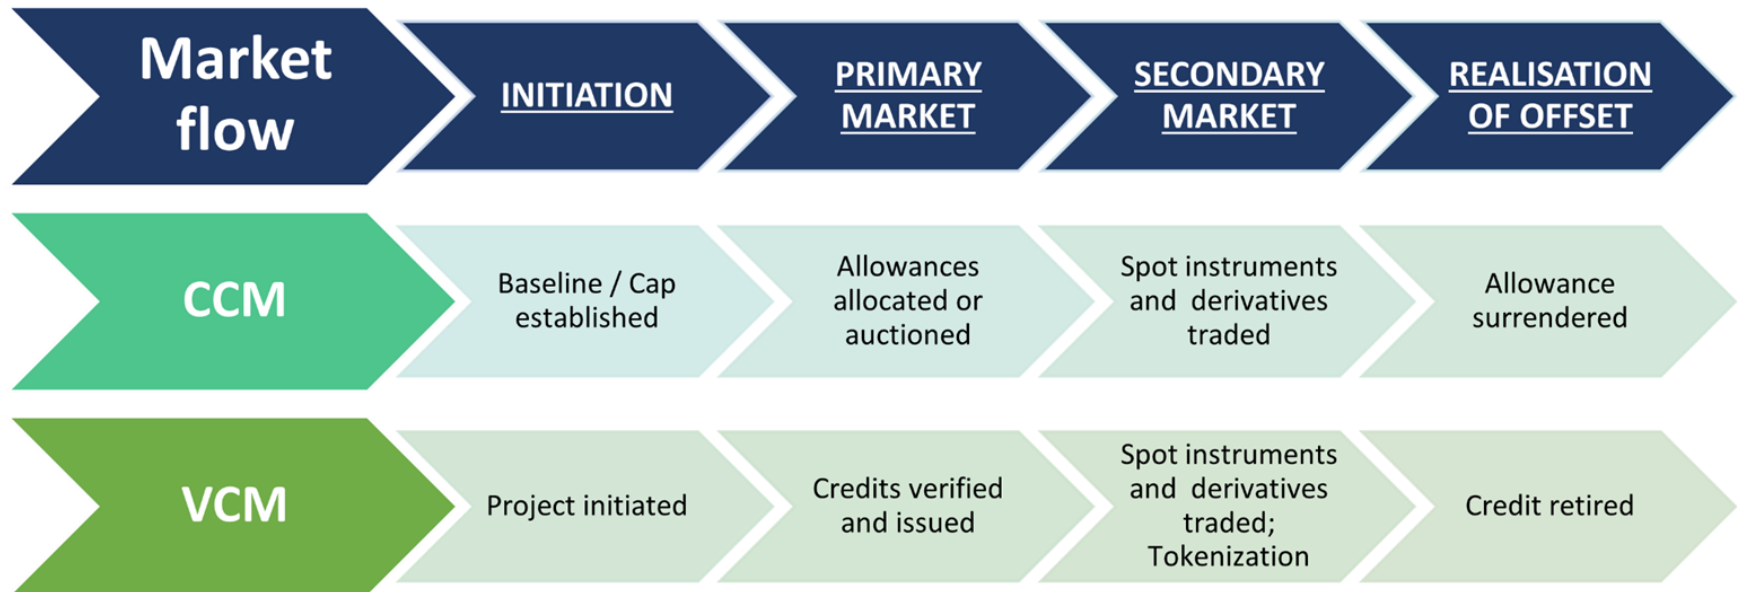 Market
flow
INITIATION
PRIMARY
MARKET
SECONDARY
MARKET
REALISATION
OF OFFSET
CCM
Baseline / Cap
established
Allowances
allocated or
auctioned
Spot instruments
and derivatives
traded
Allowance
surrendered
VCM
Project initiated
Credits verified
and issued
Spot instruments
and derivatives
traded;
Tokenization
Credit retired